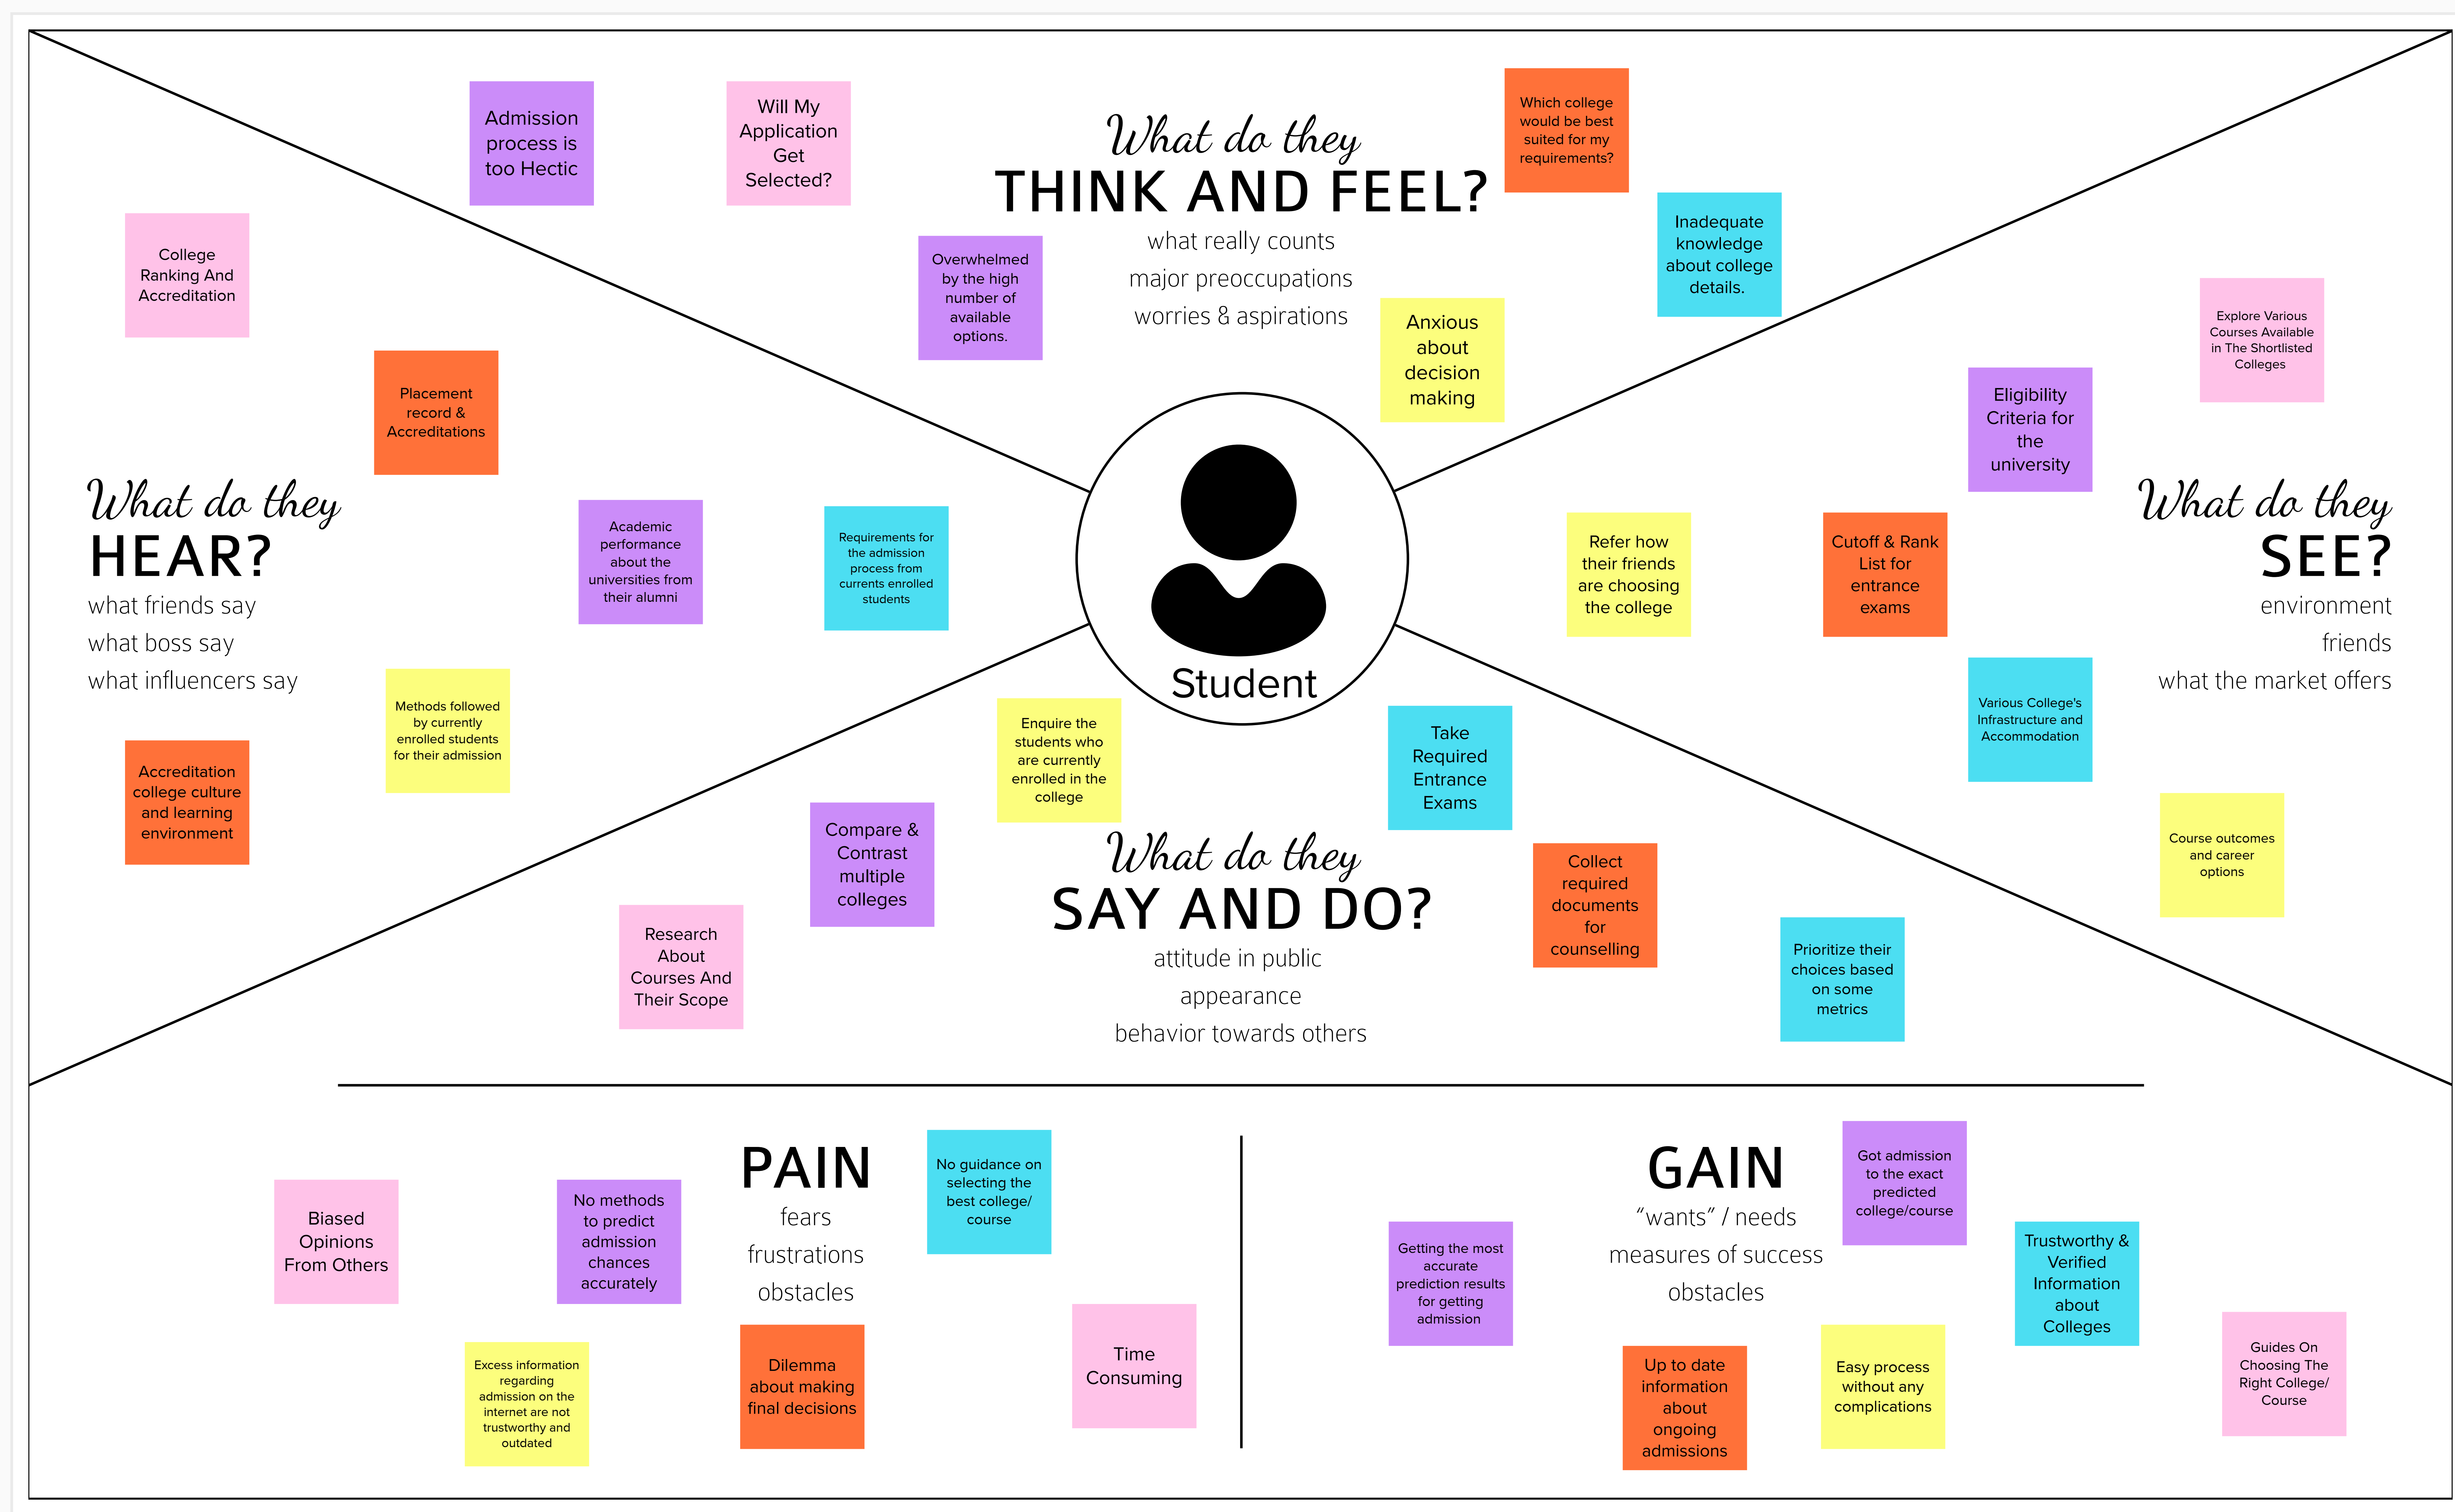 Admission
process is
too Hectic
Will My
Application
Get
Selected?
What do they
THINK AND FEEL?
what really counts
major preoccupations
worries & aspirations
Which college
would be best
suited for my
requirements?
Inadequate
knowledge
about college
details.
Overwhelmed
by the high
number of
available
options.
Anxious
about
decision
making
College
Ranking And
Accreditation
Placement
record &
Accreditations
What do they
HEAR?
what friends say
what boss say
what influencers say
Academic
performance
about the
universities from
their alumni
Requirements for
the admission
process from
currents enrolled
students
Methods followed
by currently
enrolled students
for their admission
Accreditation
college culture
and learning
environment
Student
Explore Various
Courses Available
in The Shortlisted
Colleges
Eligibility
Criteria for
the
university
What do they
SEE?
environment
friends
what the market offers
Refer how
their friends
are choosing
the college
Cutoff & Rank
List for
entrance
exams
Various College's
Infrastructure and
Accommodation
Course outcomes
and career
options
Enquire the
students who
are currently
enrolled in the
college
Take
Required
Entrance
Exams
Compare &
Contrast
multiple
colleges
What do they
SAY AND DO?
attitude in public
appearance
behavior towards others
Collect
required
documents
for
counselling
Research
About
Courses And
Their Scope
Prioritize their
choices based
on some
metrics
PAIN
fears
frustrations
obstacles
Biased
Opinions
From Others
No methods
to predict
admission
chances
accurately
No guidance on
selecting the
best college/
course
Excess information
regarding
admission on the
internet are not
trustworthy and
outdated
Dilemma
about making
final decisions
Time
Consuming
GAIN
"wants" / needs
measures of success
obstacles
Got admission
to the exact
predicted
college/course
Getting the most
accurate
prediction results
for getting
admission
Trustworthy &
Verified
Information
about
Colleges
Up to date
information
about
ongoing
admissions
Easy process
without any
complications
Guides On
Choosing The
Right College/
Course